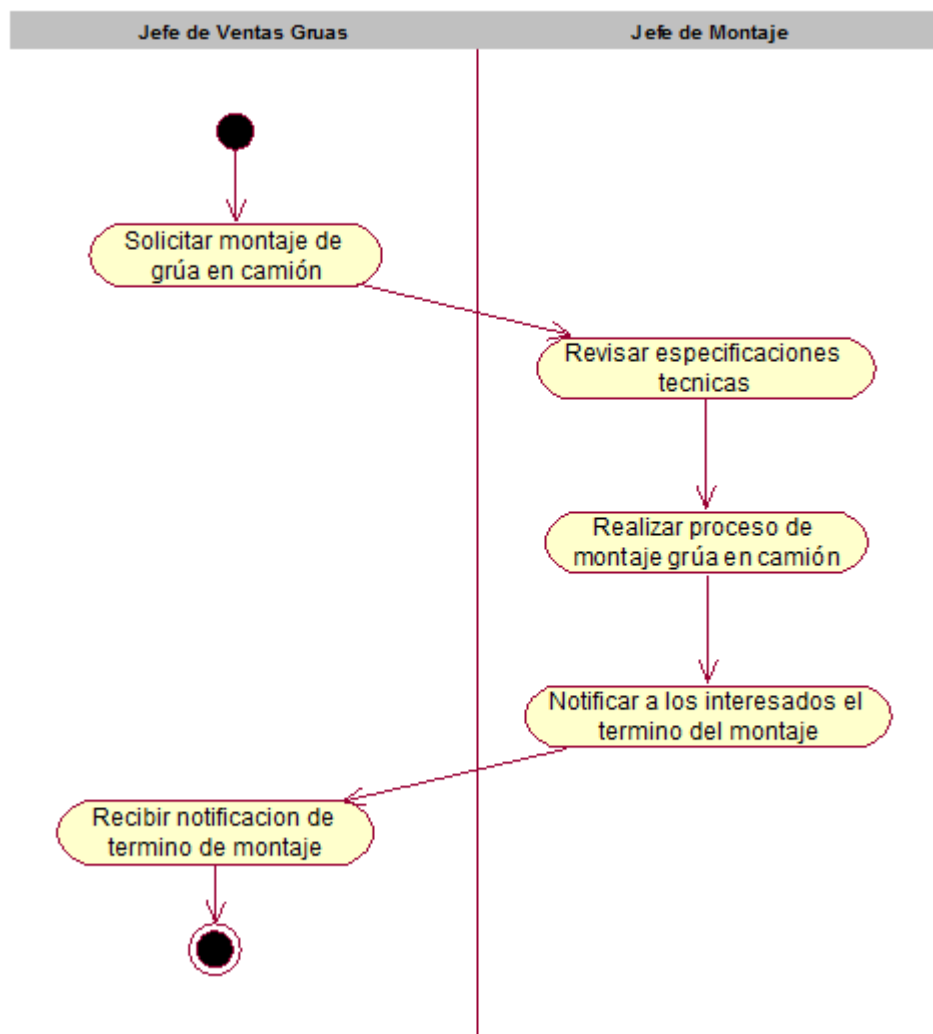 Jefe de Ventas Gruas
Jefe de Montaje
Solicitar montaje de
grúa en camión
Revisar especificaciones
tecnicas
Realizar proceso de
montaje grúa en camión
Notificar a los interesados el
termino del montaje
Recibir notificacion de
termino de montaje